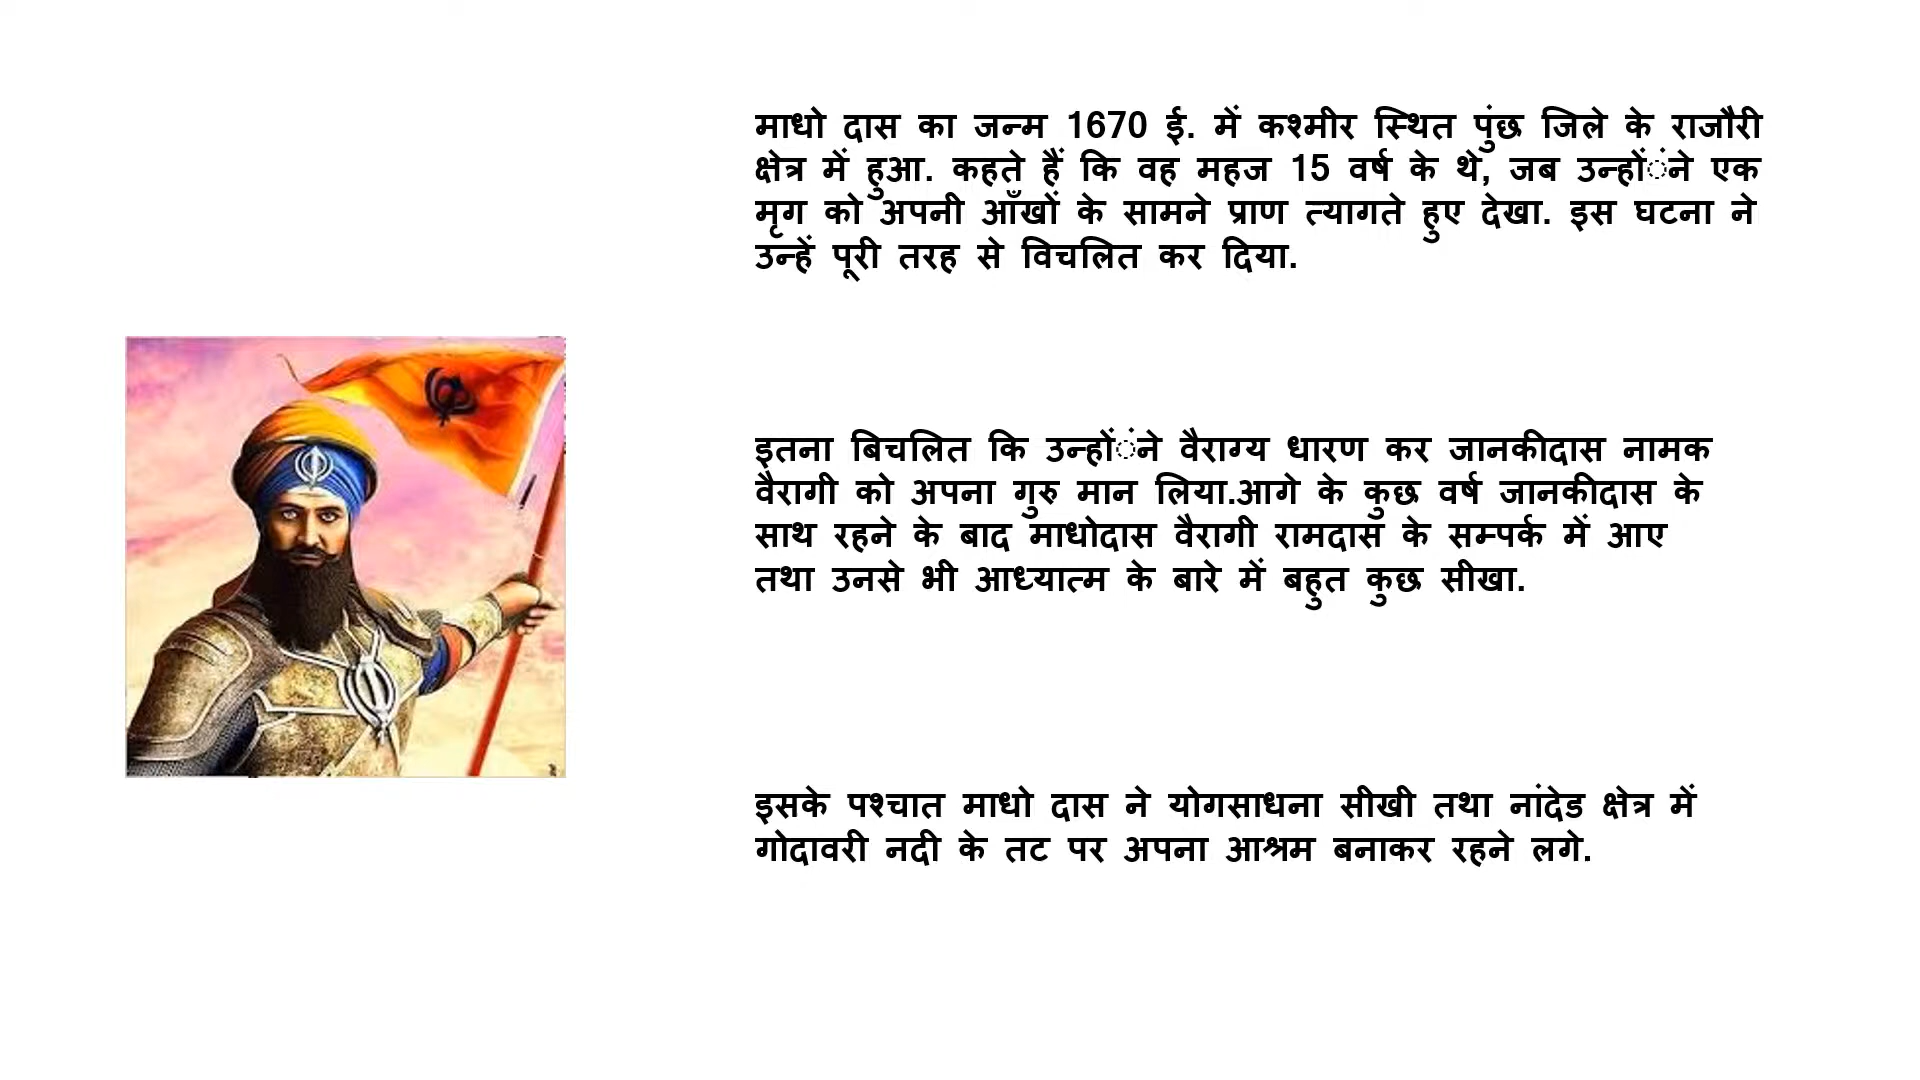 माधो दास का जन्म 1670 ई. में कश्मीर स्थित पुंछ जिले के राजौरी
क्षेत्र में हुआ. कहते हैं कि वह महज 15 वर्ष के थे, जब उन्होंंने एक
मृग को अपनी आँखों के सामने प्राण त्यागते हुए देखा. इस घटना ने
उन्हें पूरी तरह से विचलित कर दिया.
इतना बिचलित कि उन्होंंने वैराग्य धारण कर जानकीदास नामक
वैरागी को अपना गुरु मान लिया.आगे के कुछ वर्ष जानकीदास के
साथ रहने के बाद माधोदास वैरागी रामदास के सम्पर्क में आए
तथा उनसे भी आध्यात्म के बारे में बहुत कुछ सीखा.
इसके पश्चात माधो दास ने योगसाधना सीखी तथा नांदेड क्षेत्र में
गोदावरी नदी के तट पर अपना आश्रम बनाकर रहने लगे.